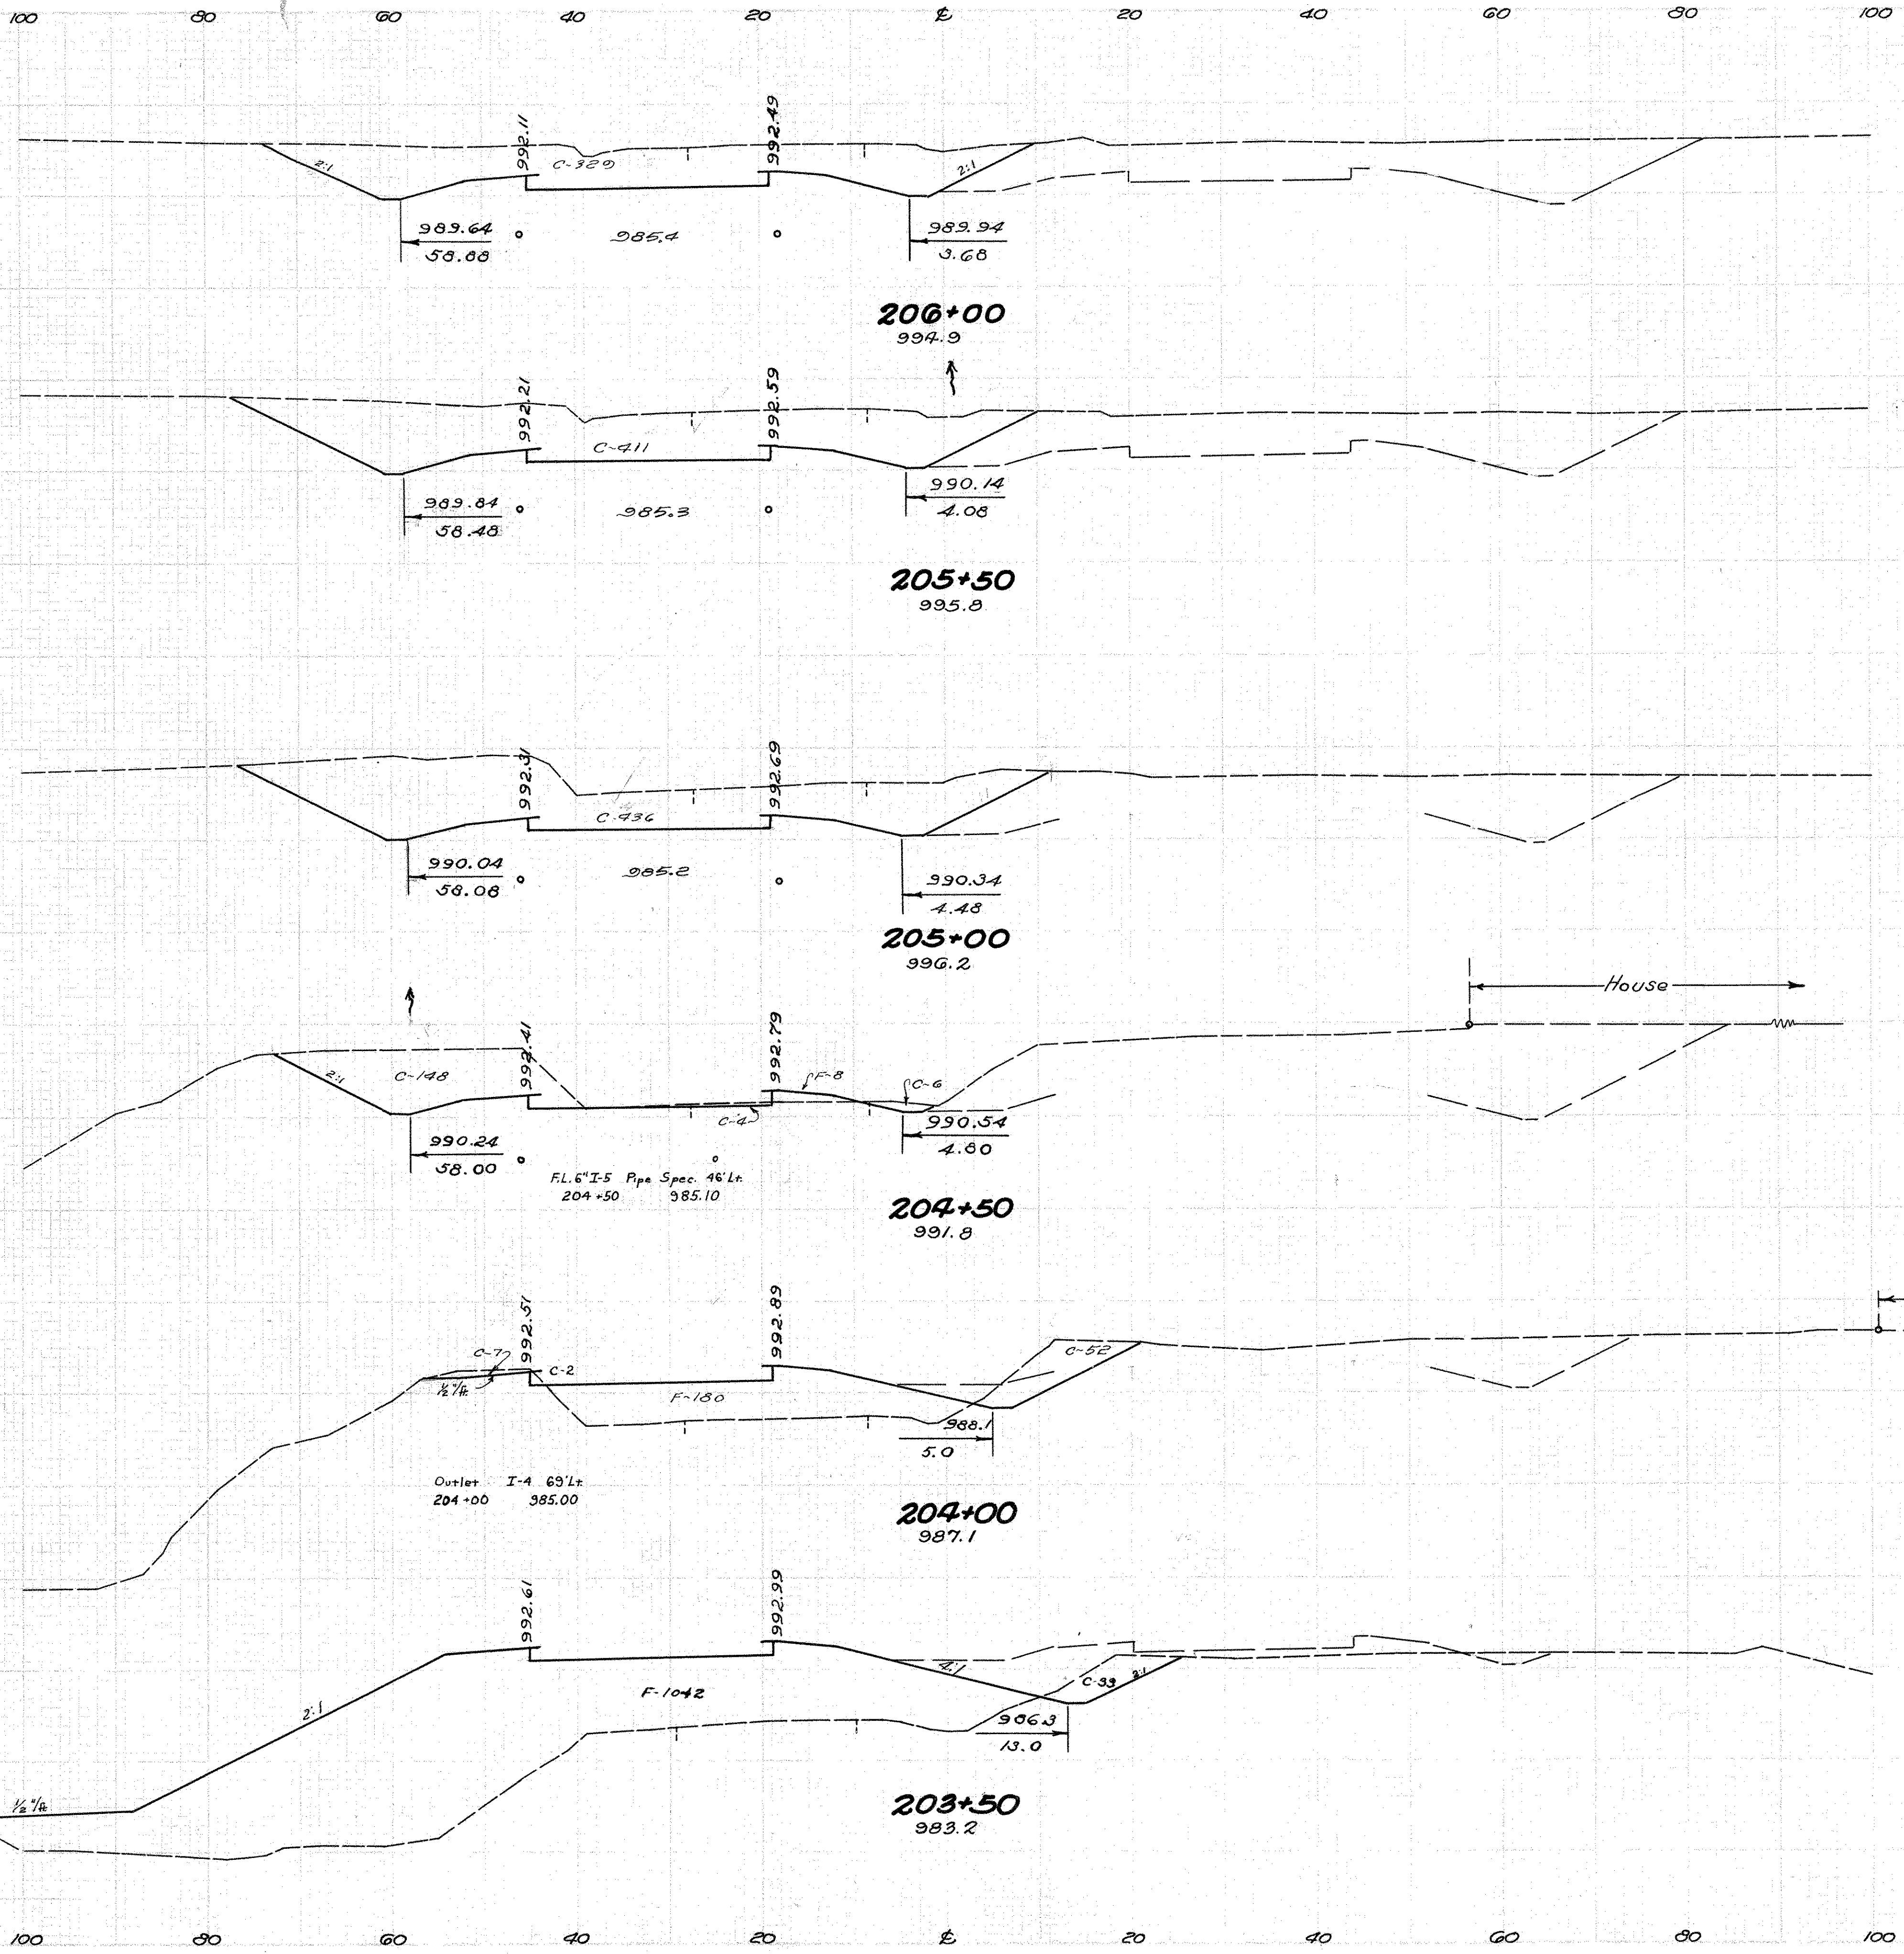 100 80 60 40 20 ℄ 20 40 60 80 100
992.11 992.49
2:1 C-329 2:1
989.64 985.4 989.94
58.88 3.68
206+00
994.9
992.21 992.59
C-411
989.84 985.3 990.14
58.48 4.08
205+50
995.8
992.31 992.69
C-436
990.04 985.2 990.34
58.08 4.48
205+00
996.2
House
992.41 992.79
2:1 C-148 F-8 C-6
C-4
990.24 990.54
58.00 4.80
F.L. 6" I-5 Pipe Spec. 46' Lt.
204+50 985.10
204+50
991.8
992.51 992.89
C-7 C-2 C-52
½"/ft. F-180
988.1
5.0
Outlet I-4 69' Lt.
204+00 985.00
204+00
987.1
992.61 992.99
2:1 F-1042 4:1 C-33 2:1
986.3
13.0
½"/ft
203+50
983.2
100 80 60 40 20 ℄ 20 40 60 80 100